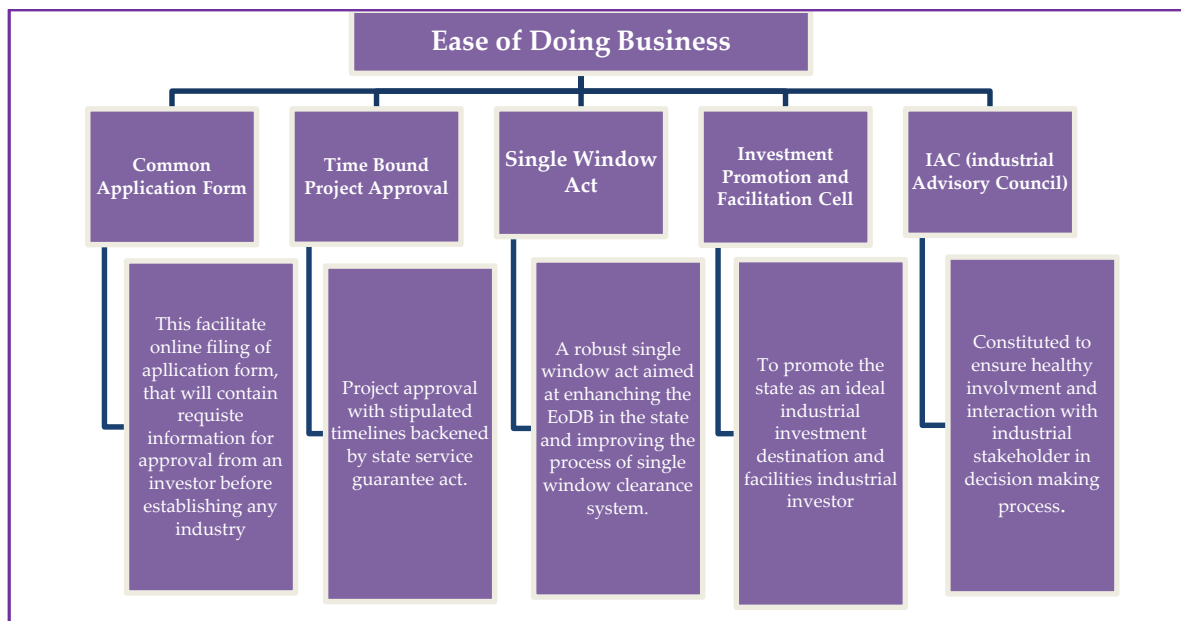 Ease of Doing Business
Common
Application Form
Time Bound
Project Approval
Single Window
Act
Investment
Promotion and
Facilitation Cell
IAC (industrial
Advisory Council)
This facilitate
online filing of
apllication form,
that will contain
requiste
information for
approval from an
investor before
establishing any
industry
Project approval
with stipulated
timelines backened
by state service
guarantee act.
A robust single
window act aimed
at enhanching the
EoDB in the state
and improving the
process of single
window clearance
system.
To promote the
state as an ideal
industrial
investment
destination and
facilities industrial
investor
Constituted to
ensure healthy
involvment and
interaction with
industrial
stakeholder in
decision making
process.